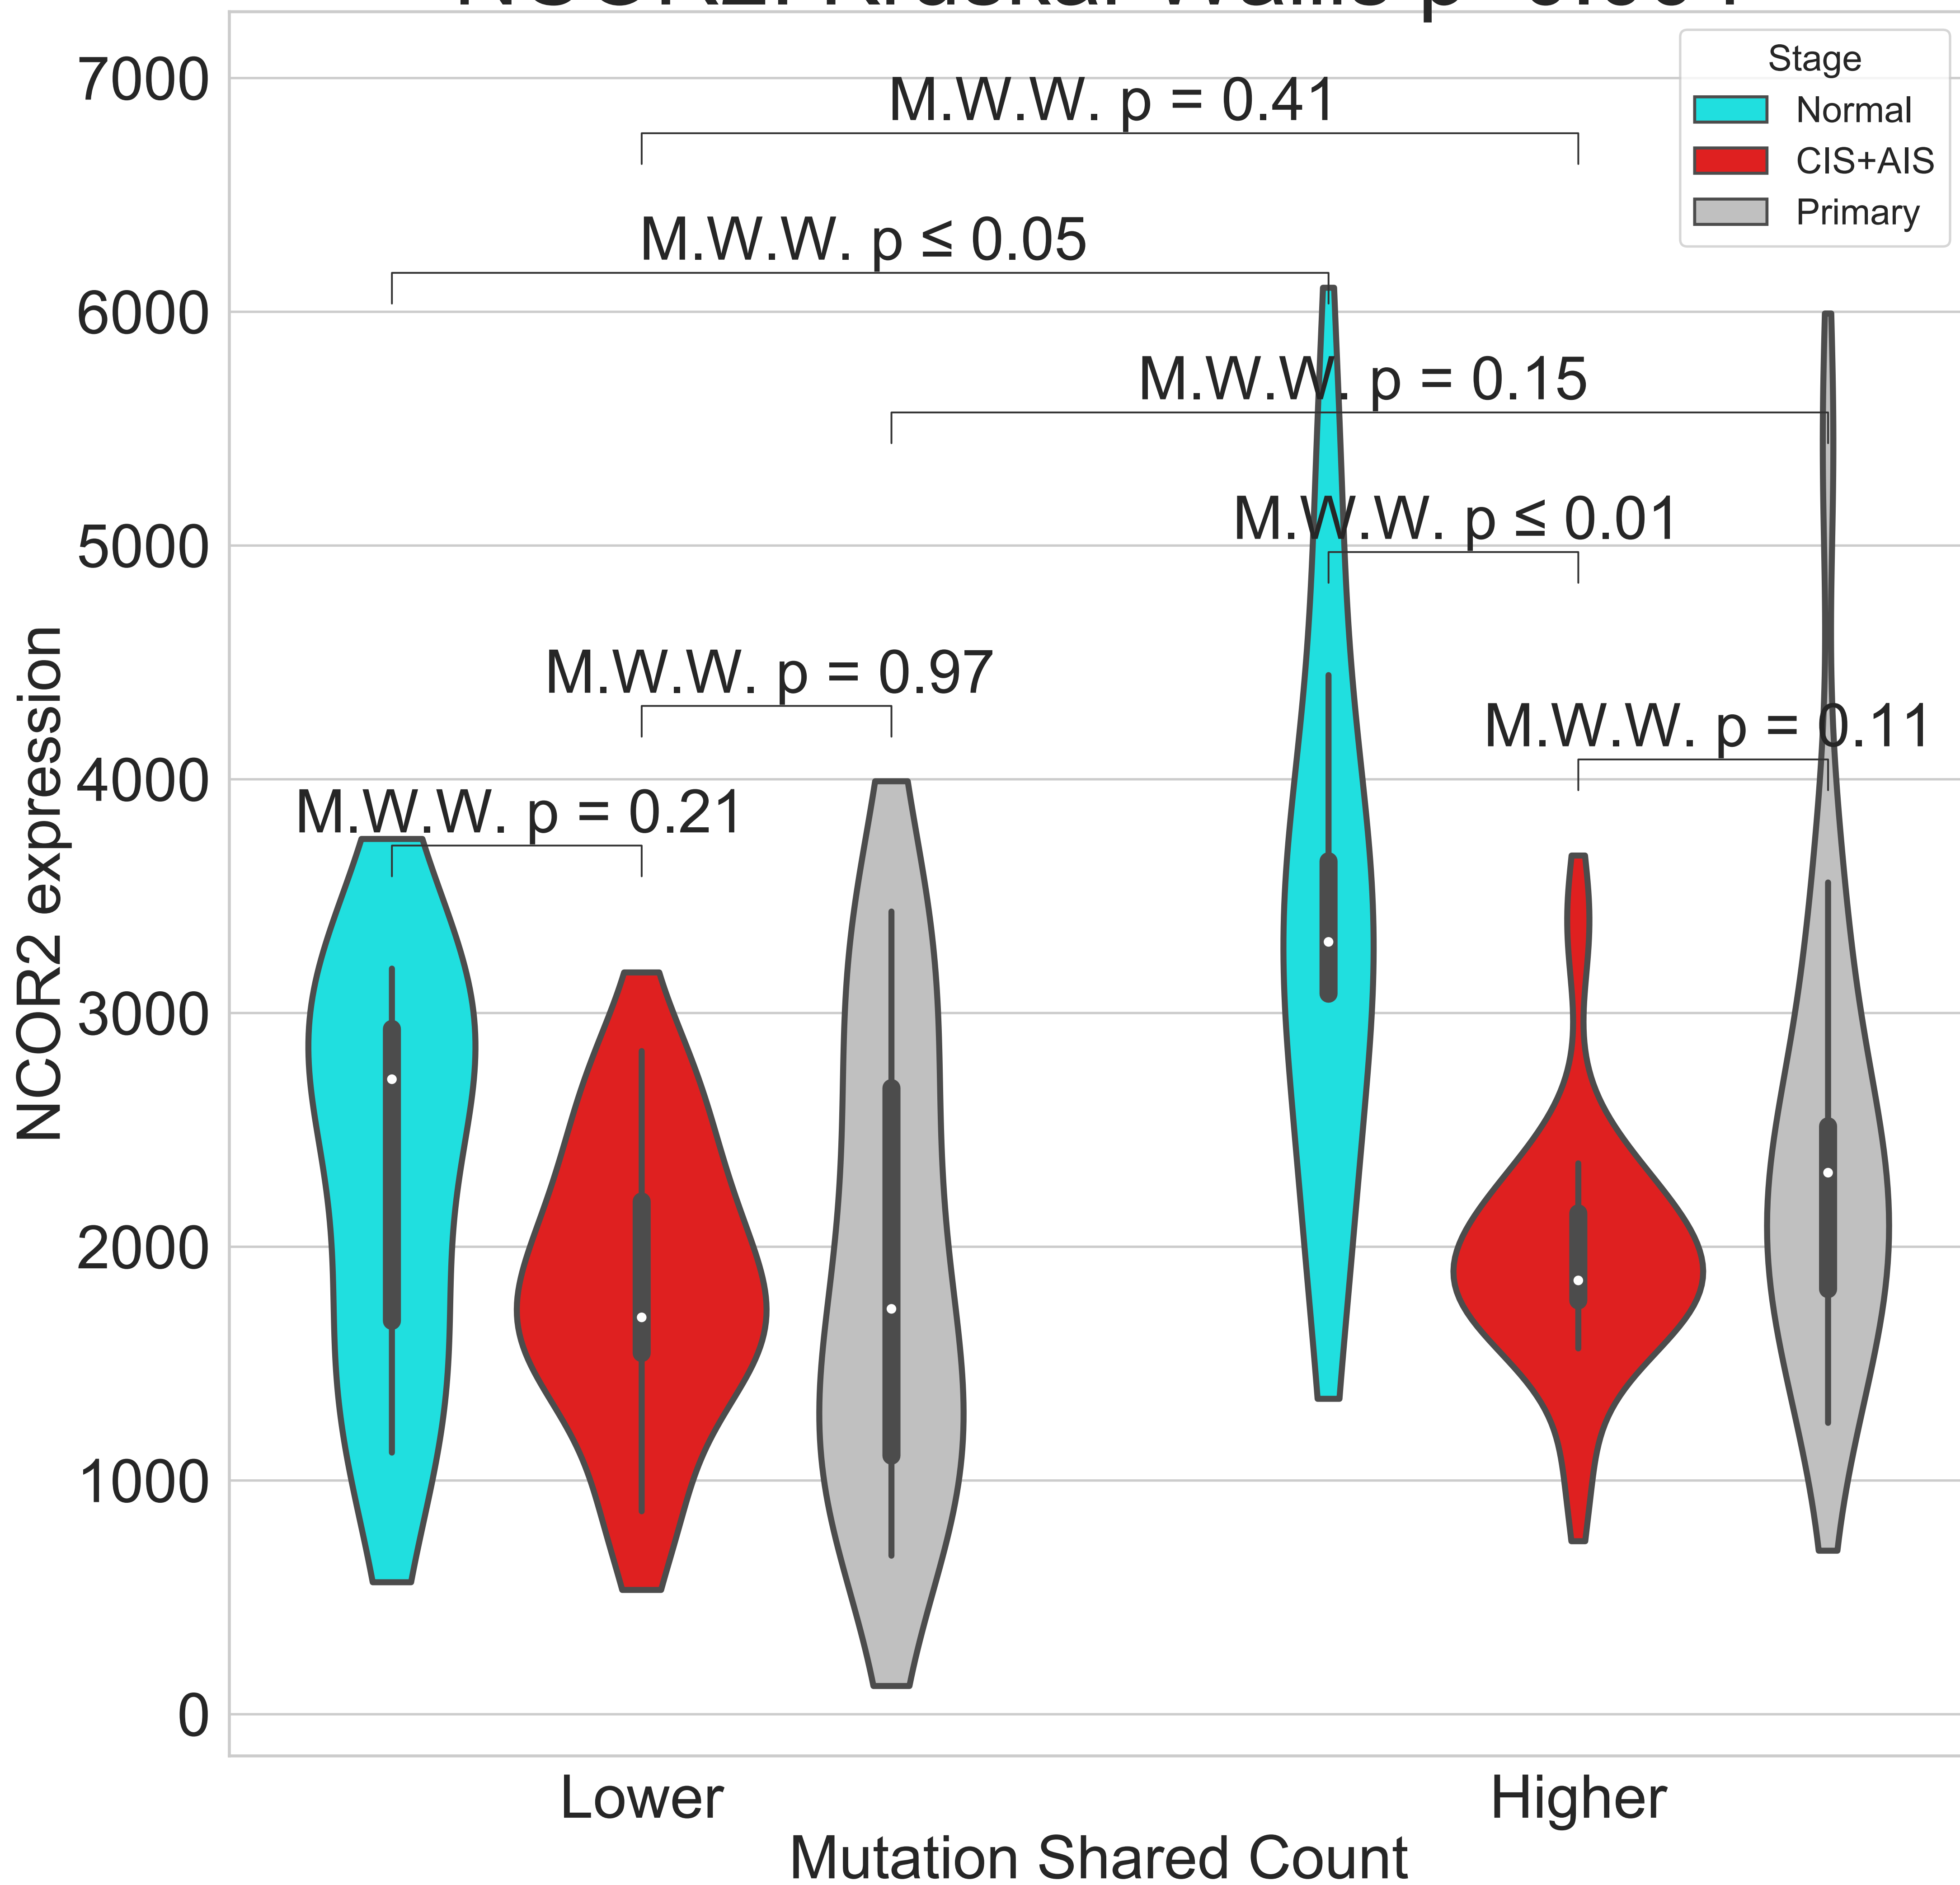 Stage
Normal
CIS+AIS
Primary
M.W.W. p = 0.41
M.W.W. p ≤ 0.05
M.W.W. p = 0.15
M.W.W. p ≤ 0.01
M.W.W. p = 0.97
M.W.W. p = 0.11
M.W.W. p = 0.21
NCOR2 expression
7000
6000
5000
4000
3000
2000
1000
0
Lower
Higher
Mutation Shared Count